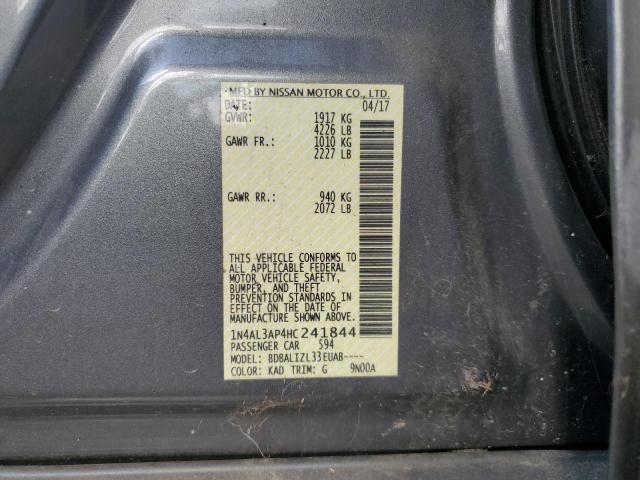 MFD BY NISSAN MOTOR CO., LTD.
DATE: 04/17
GVWR: 1917 KG
4226 LB
GAWR FR.: 1010 KG
2227 LB
GAWR RR.: 940 KG
2072 LB
THIS VEHICLE CONFORMS TO
ALL APPLICABLE FEDERAL
MOTOR VEHICLE SAFETY,
BUMPER, AND THEFT
PREVENTION STANDARDS IN
EFFECT ON THE DATE OF
MANUFACTURE SHOWN ABOVE.
1N4AL3AP4HC241844
PASSENGER CAR 594
MODEL: BDBALIZL33EUAB----
COLOR: KAD TRIM: G 9N00A